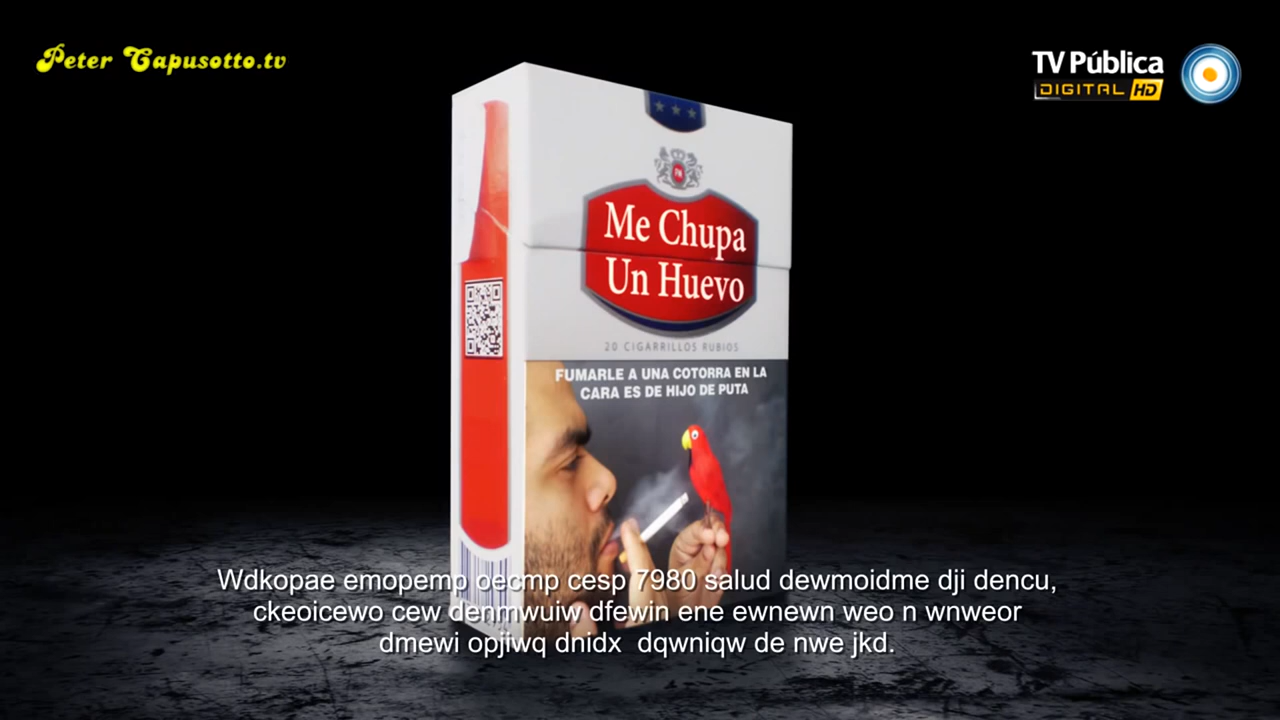 Peter Capusotto.tv
TV Pública
DIGITAL HD
PM
Me Chupa
Un Huevo
20 CIGARRILLOS RUBIOS
FUMARLE A UNA COTORRA EN LA
CARA ES DE HIJO DE PUTA
Wdkopae emopemp oecmp cesp 7980 salud dewmoidme dji dencu,
ckeoicewo cew denmwuiw dfewin ene ewnewn weo n wnweor
dmewi opjiwq dnidx dqwniqw de nwe jkd.